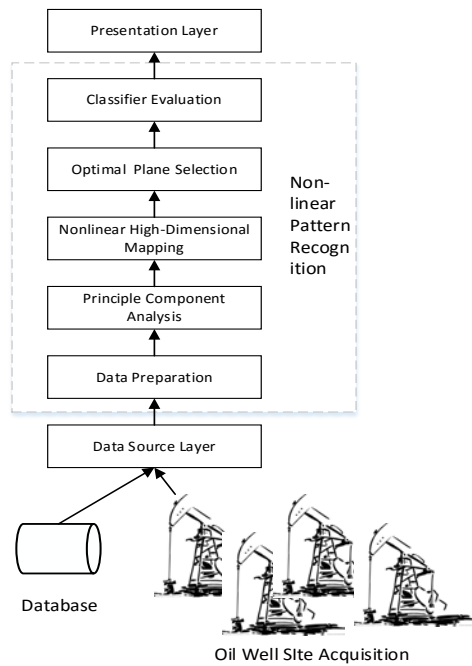 Presentation Layer
Classifier Evaluation
Optimal Plane Selection
Nonlinear High-Dimensional
Mapping
Principle Component
Analysis
Data Preparation
Non-
linear
Pattern
Recogn
ition
Data Source Layer
Database
Oil Well SIte Acquisition